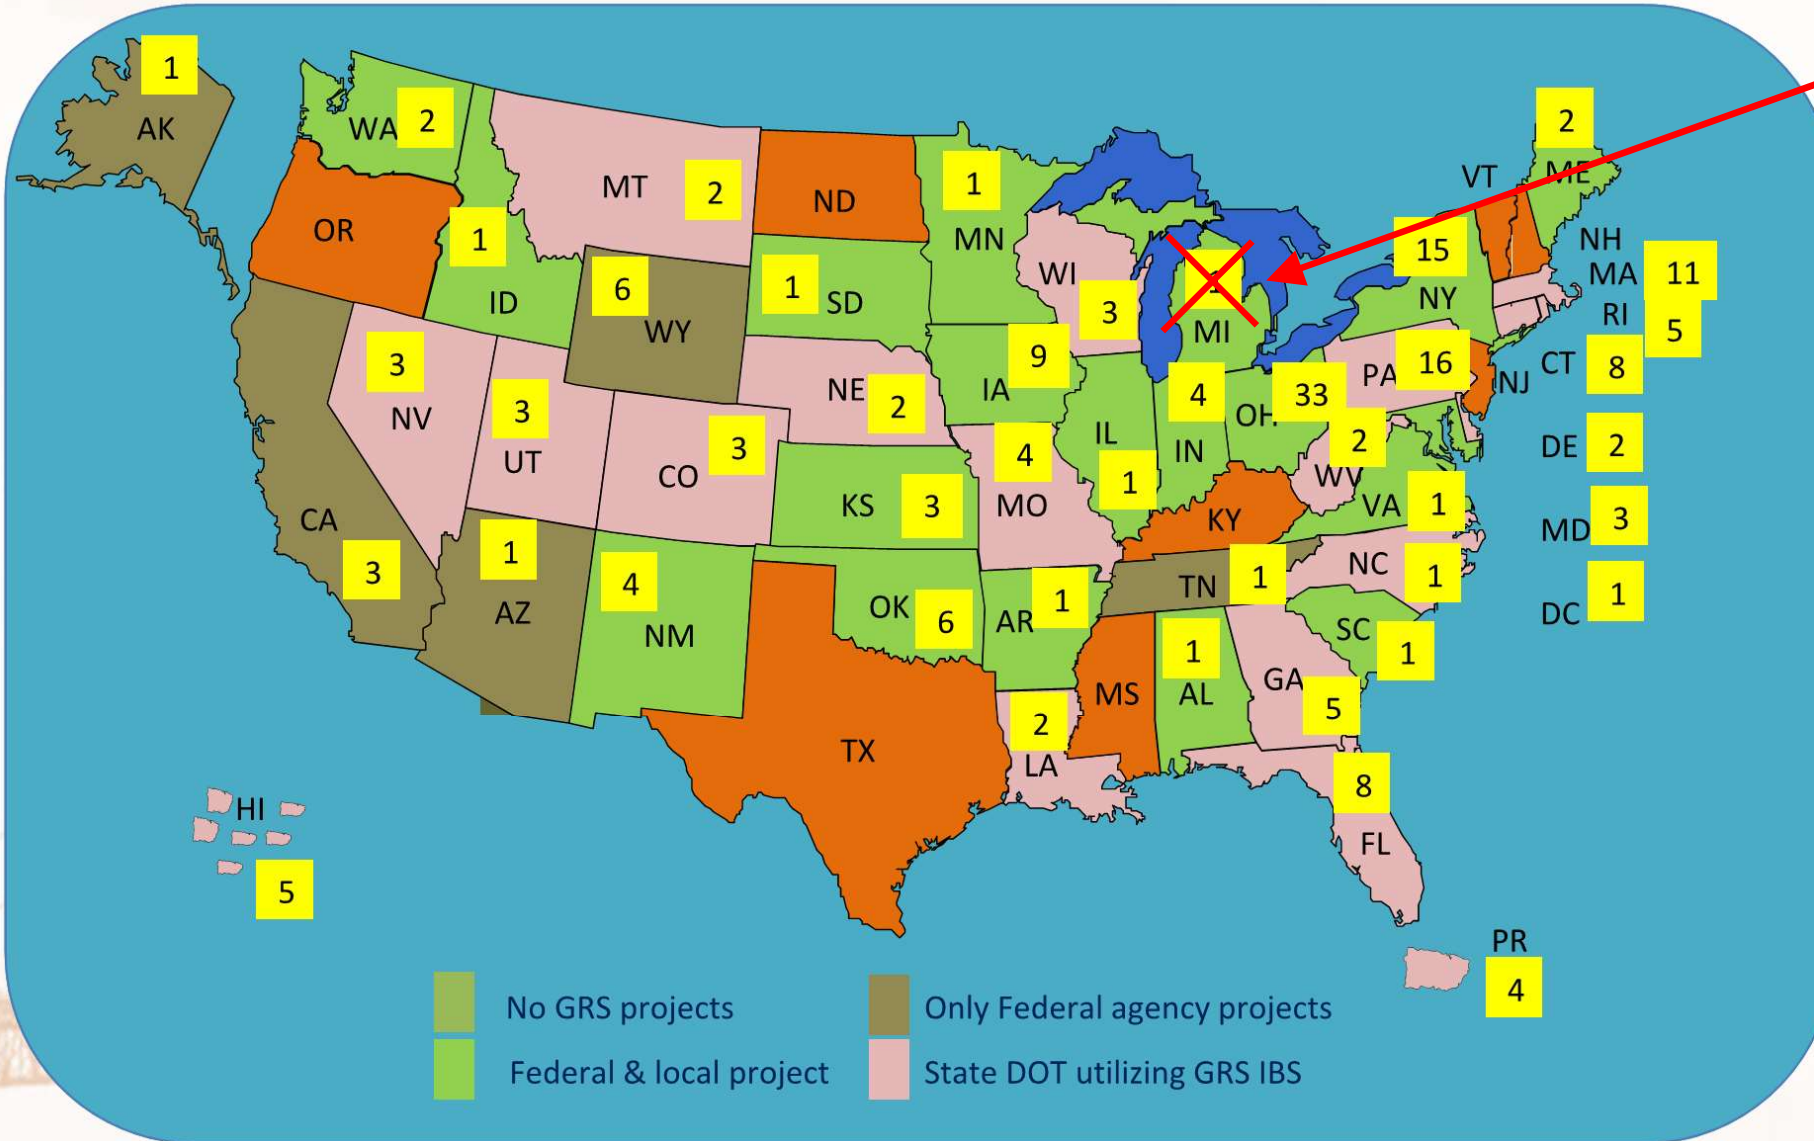 1
AK
WA 2
2
ME
VT
MT 2
ND
1
MN
OR
1
ID
6
WY
1 SD
WI
3
1
MI
15
NY
NH
MA 11
RI
5
CT 8
NJ
PA 16
3
NV
3
UT
CO 3
NE 2
9
IA
IL
1
4
IN
OH 33
2
WV
DE 2
4
MO
KS 3
KY
VA 1
MD 3
CA
3
1
AZ
4
NM
OK 6
AR 1
TN 1
NC 1
DC 1
SC
1
MS
1
AL
GA
5
TX
2
LA
8
FL
HI
5
PR
4
No GRS projects
Only Federal agency projects
Federal & local project
State DOT utilizing GRS IBS